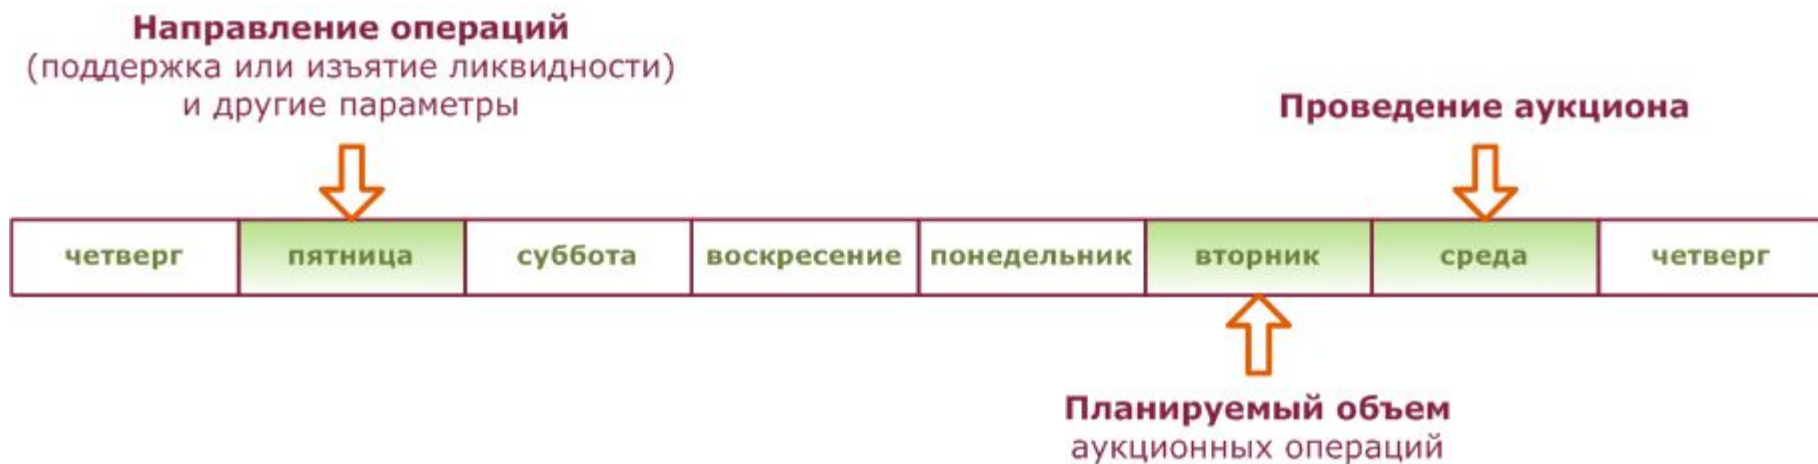 Направление операций
(поддержка или изъятие ликвидности)
и другие параметры
Проведение аукциона
четверг
пятница
суббота
воскресение
понедельник
вторник
среда
четверг
Планируемый объем
аукционных операций